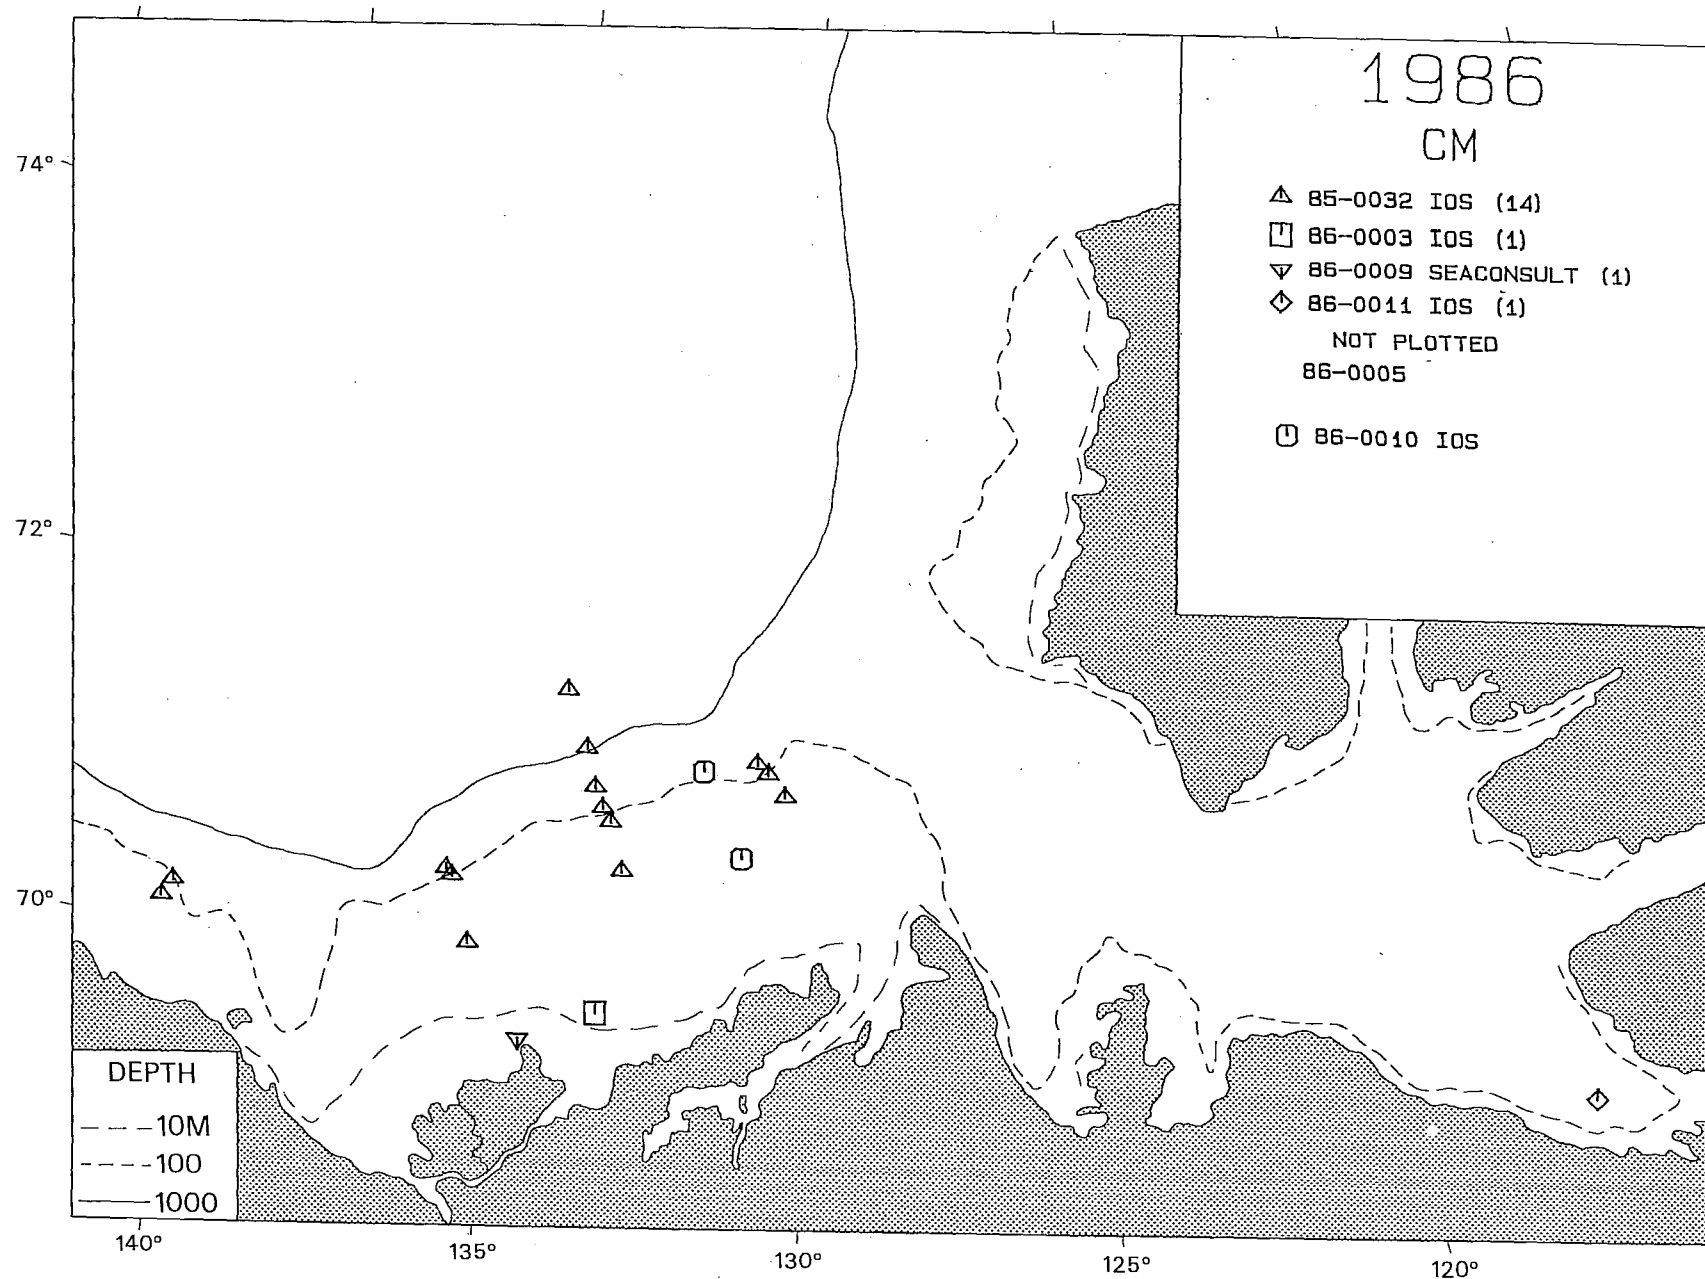 1986
CM
85-0032 IOS (14)
86-0003 IOS (1)
86-0009 SEACONSULT (1)
86-0011 IOS (1)
NOT PLOTTED
86-0005
86-0010 IOS
74°
72°
70°
DEPTH
10M
100
1000
140°
135°
130°
125°
120°